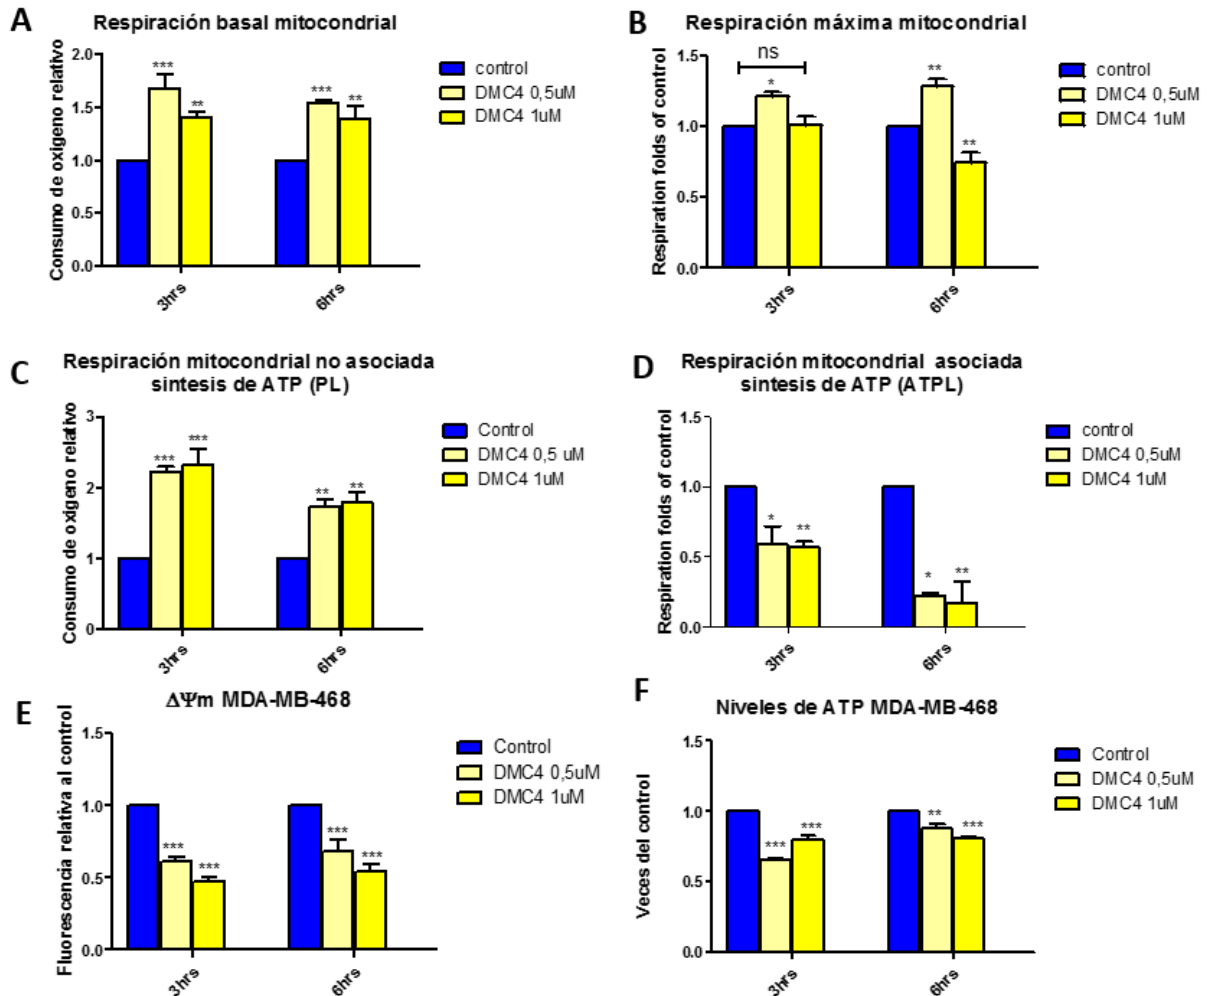 A
Respiración basal mitocondrial
Consumo de oxigeno relativo
2.0
1.5
1.0
0.5
0.0
***
**
***
**
3hrs
6hrs
control
DMC4 0,5uM
DMC4 1uM
B
Respiración máxima mitocondrial
Respiration folds of control
1.5
1.0
0.5
0.0
ns
*
**
**
3hrs
6hrs
control
DMC4 0,5uM
DMC4 1uM
C
Respiración mitocondrial no asociada
sintesis de ATP (PL)
Consumo de oxigeno relativo
3
2
1
0
***
***
**
**
3hrs
6hrs
Control
DMC4 0,5 uM
DMC4 1uM
D
Respiración mitocondrial asociada
sintesis de ATP (ATPL)
Respiration folds of control
1.5
1.0
0.5
0.0
*
**
*
**
3hrs
6hrs
control
DMC4 0,5uM
DMC4 1uM
E
ΔΨm MDA-MB-468
Fluorescencia relativa al control
1.5
1.0
0.5
0.0
***
***
***
***
3hrs
6hrs
Control
DMC4 0,5uM
DMC4 1uM
F
Niveles de ATP MDA-MB-468
Veces del control
1.5
1.0
0.5
0.0
***
***
**
***
3hrs
6hrs
Control
DMC4 0,5uM
DMC4 1uM